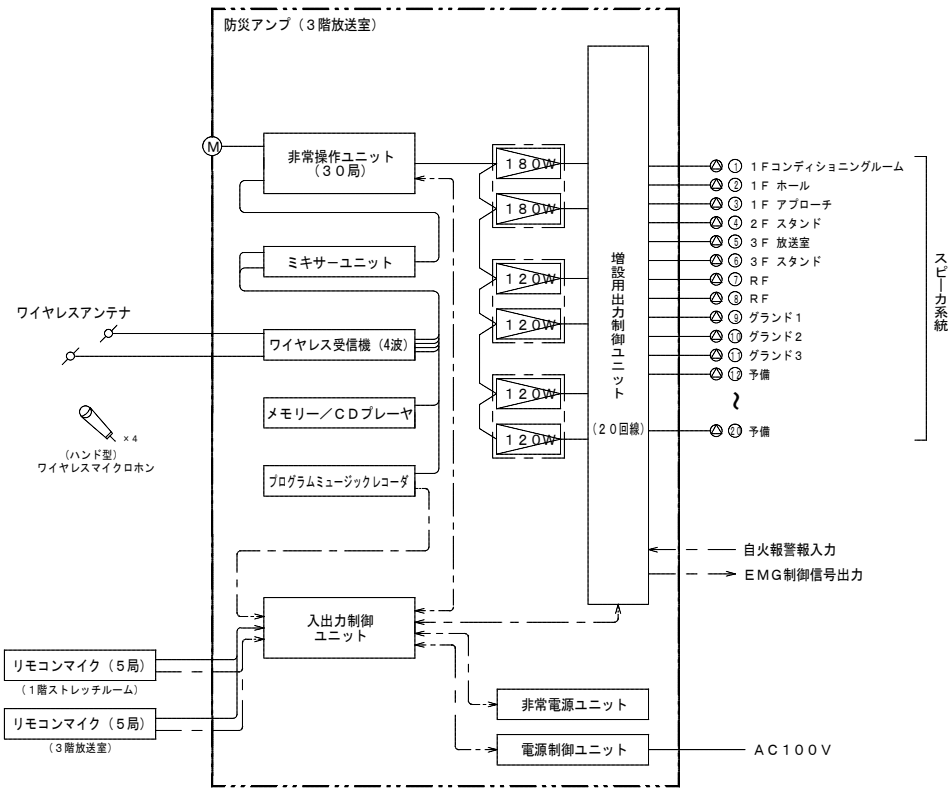 防災アンプ（３階放送室）
M
非常操作ユニット
（３０局）
ミキサーユニット
ワイヤレスアンテナ
ワイヤレス受信機（4波）
メモリー／ＣＤプレーヤ
×４
（ハンド型）
ワイヤレスマイクロホン
プログラムミュージックレコーダ
入出力制御
ユニット
リモコンマイク（５局）
（１階ストレッチルーム）
リモコンマイク（５局）
（３階放送室）
１８０Ｗ
１８０Ｗ
１２０Ｗ
１２０Ｗ
１２０Ｗ
１２０Ｗ
増設用出力制御ユニット
（２０回線）
① １Ｆコンディショニングルーム
② １Ｆ ホール
③ １Ｆ アプローチ
④ ２Ｆ スタンド
⑤ ３Ｆ 放送室
⑥ ３Ｆ スタンド
⑦ ＲＦ
⑧ ＲＦ
⑨ グランド１
⑩ グランド２
⑪ グランド３
⑫ 予備
～
⑳ 予備
スピーカ系統
自火報警報入力
ＥＭＧ制御信号出力
非常電源ユニット
電源制御ユニット
ＡＣ１００Ｖ